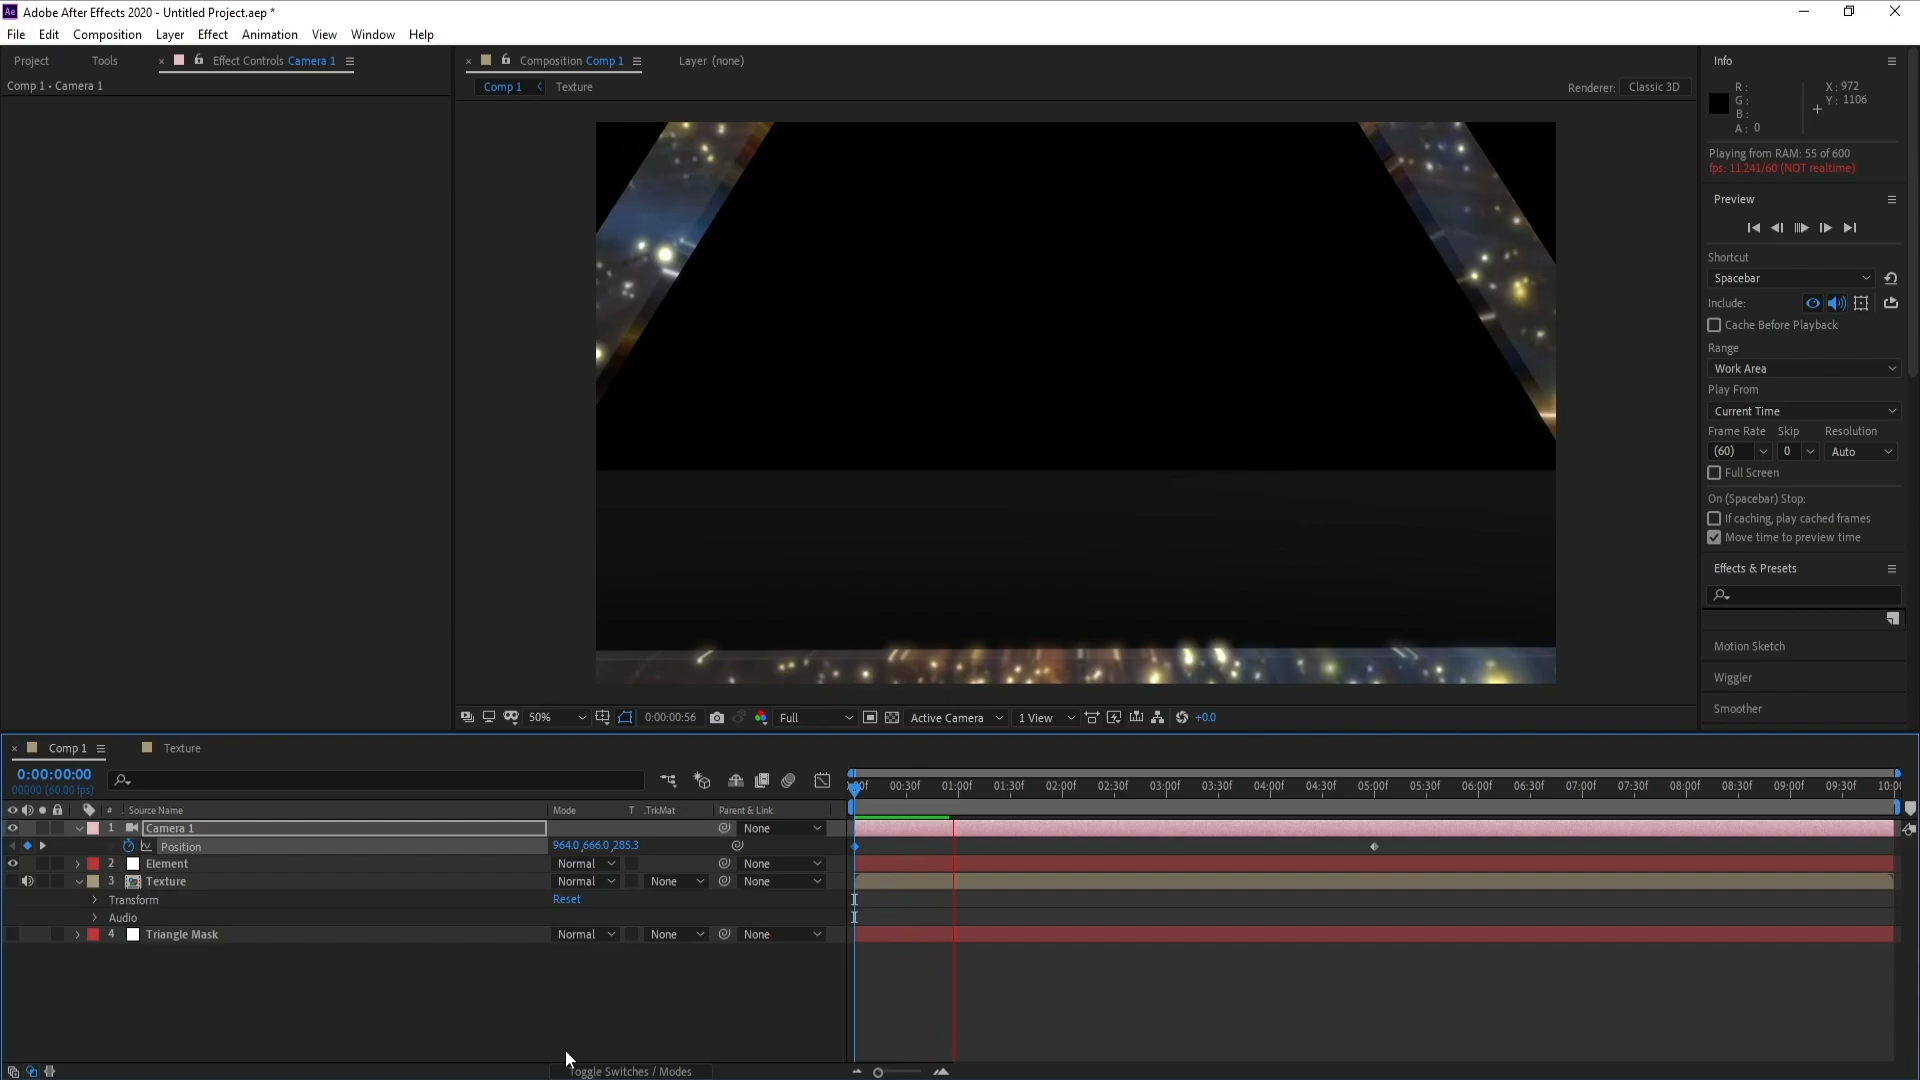 Ae Adobe After Effects 2020 - Untitled Project.aep *
File Edit Composition Layer Effect Animation View Window Help
Project Tools × Effect Controls Camera 1
Comp 1 • Camera 1
× Composition Comp 1 Layer (none)
Comp 1 Texture
Renderer: Classic 3D
Info
R :
G :
B :
A : 0
X : 972
Y : 1106
Playing from RAM: 55 of 600
fps: 11.241/60 (NOT realtime)
Preview
Shortcut
Spacebar
Include:
Cache Before Playback
Range
Work Area
Play From
Current Time
Frame Rate Skip Resolution
(60) 0 Auto
Full Screen
On (Spacebar) Stop:
If caching, play cached frames
Move time to preview time
Effects & Presets
Motion Sketch
Wiggler
Smoother
50% 0:00:00:56 Full Active Camera 1 View +0.0
× Comp 1 Texture
0:00:00:00
00000 (60.00 fps)
00:30f 01:00f 01:30f 02:00f 02:30f 03:00f 03:30f 04:00f 04:30f 05:00f 05:30f 06:00f 06:30f 07:00f 07:30f 08:00f 08:30f 09:00f 09:30f
# Source Name Mode T .TrkMat Parent & Link
1 Camera 1 None
Position 964.0,666.0,285.3
2 Element Normal None
3 Texture Normal None None
Transform Reset
Audio
4 Triangle Mask Normal None None
Toggle Switches / Modes